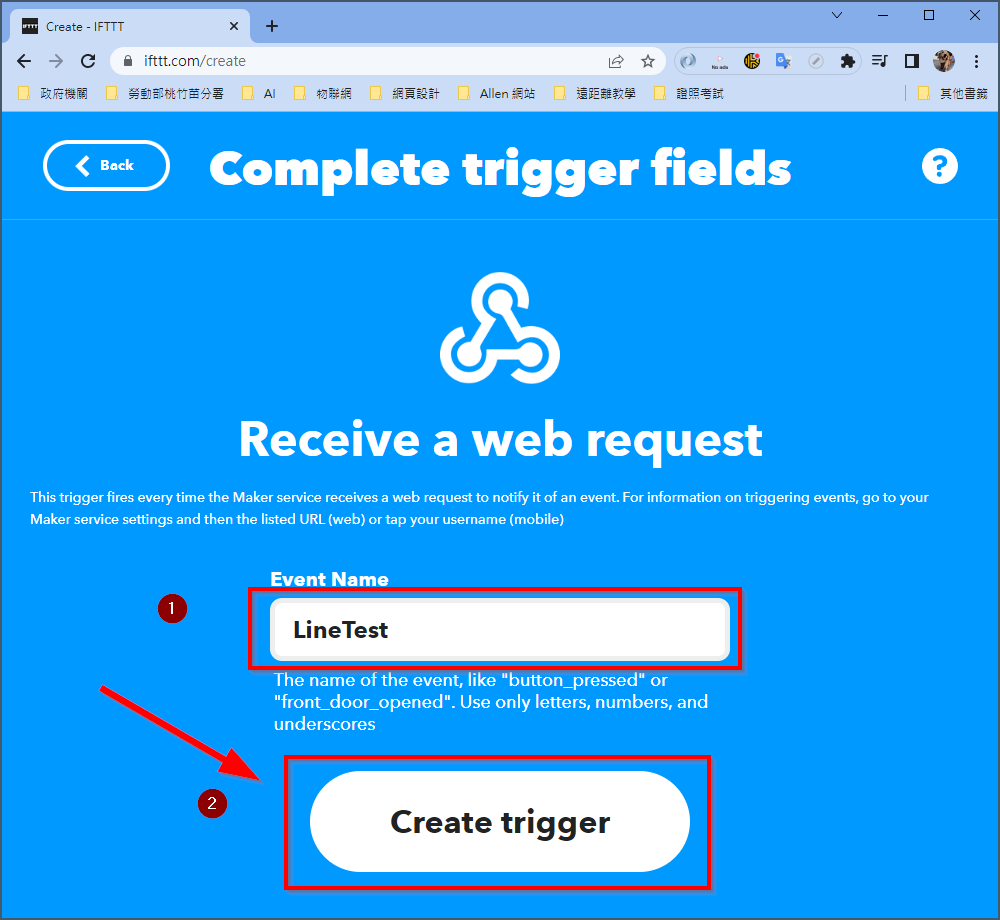 IFTTT
Create - IFTTT
ifttt.com/create
No ads
政府機關
勞動部桃竹苗分署
AI
物聯網
網頁設計
Allen 網站
遠距離教學
證照考試
其他書籤
Back
Complete trigger fields
?
Receive a web request
This trigger fires every time the Maker service receives a web request to notify it of an event. For information on triggering events, go to your
Maker service settings and then the listed URL (web) or tap your username (mobile)
Event Name
1
LineTest
The name of the event, like "button_pressed" or
"front_door_opened". Use only letters, numbers, and
underscores
2
Create trigger